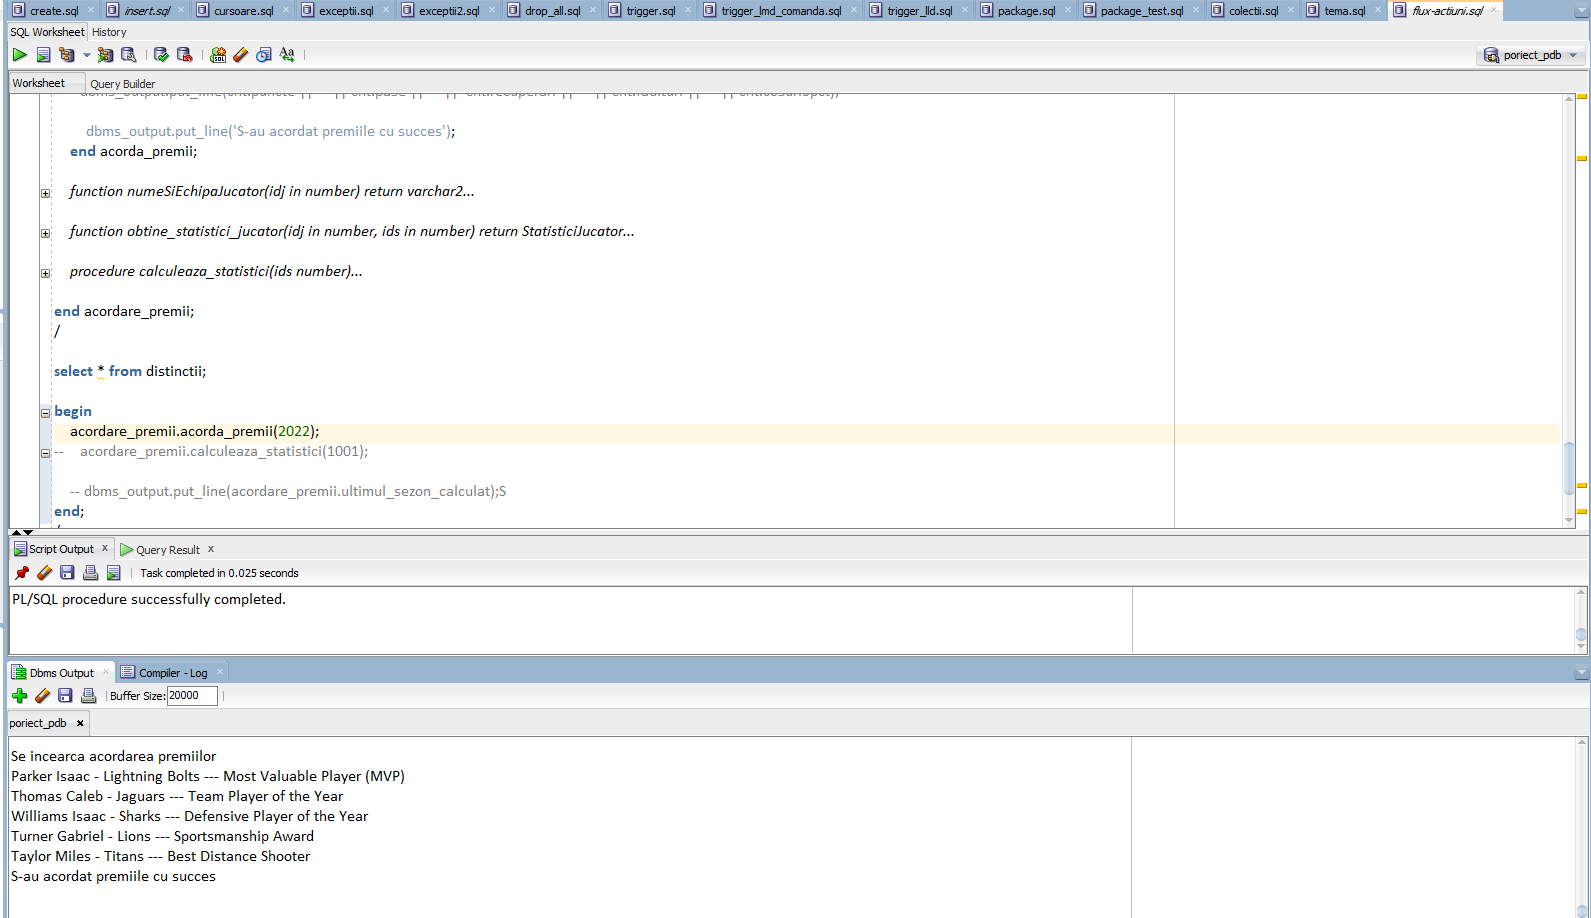 create.sql insert.sql cursoare.sql exceptii.sql exceptii2.sql drop_all.sql trigger.sql trigger_lmd_comanda.sql trigger_lld.sql package.sql package_test.sql colectii.sql tema.sql flux-actiuni.sql
SQL Worksheet History
poriect_pdb
Worksheet Query Builder
dbms_output.put_line('S-au acordat premiile cu succes');
end acorda_premii;
function numeSiEchipaJucator(idj in number) return varchar2...
function obtine_statistici_jucator(idj in number, ids in number) return StatisticiJucator...
procedure calculeaza_statistici(ids number)...
end acordare_premii;
/
select * from distinctii;
begin
acordare_premii.acorda_premii(2022);
-- acordare_premii.calculeaza_statistici(1001);
-- dbms_output.put_line(acordare_premii.ultimul_sezon_calculat);S
end;
Script Output x Query Result x
Task completed in 0.025 seconds
PL/SQL procedure successfully completed.
Dbms Output Compiler - Log
Buffer Size: 20000
poriect_pdb x
Se incearca acordarea premiilor
Parker Isaac - Lightning Bolts --- Most Valuable Player (MVP)
Thomas Caleb - Jaguars --- Team Player of the Year
Williams Isaac - Sharks --- Defensive Player of the Year
Turner Gabriel - Lions --- Sportsmanship Award
Taylor Miles - Titans --- Best Distance Shooter
S-au acordat premiile cu succes